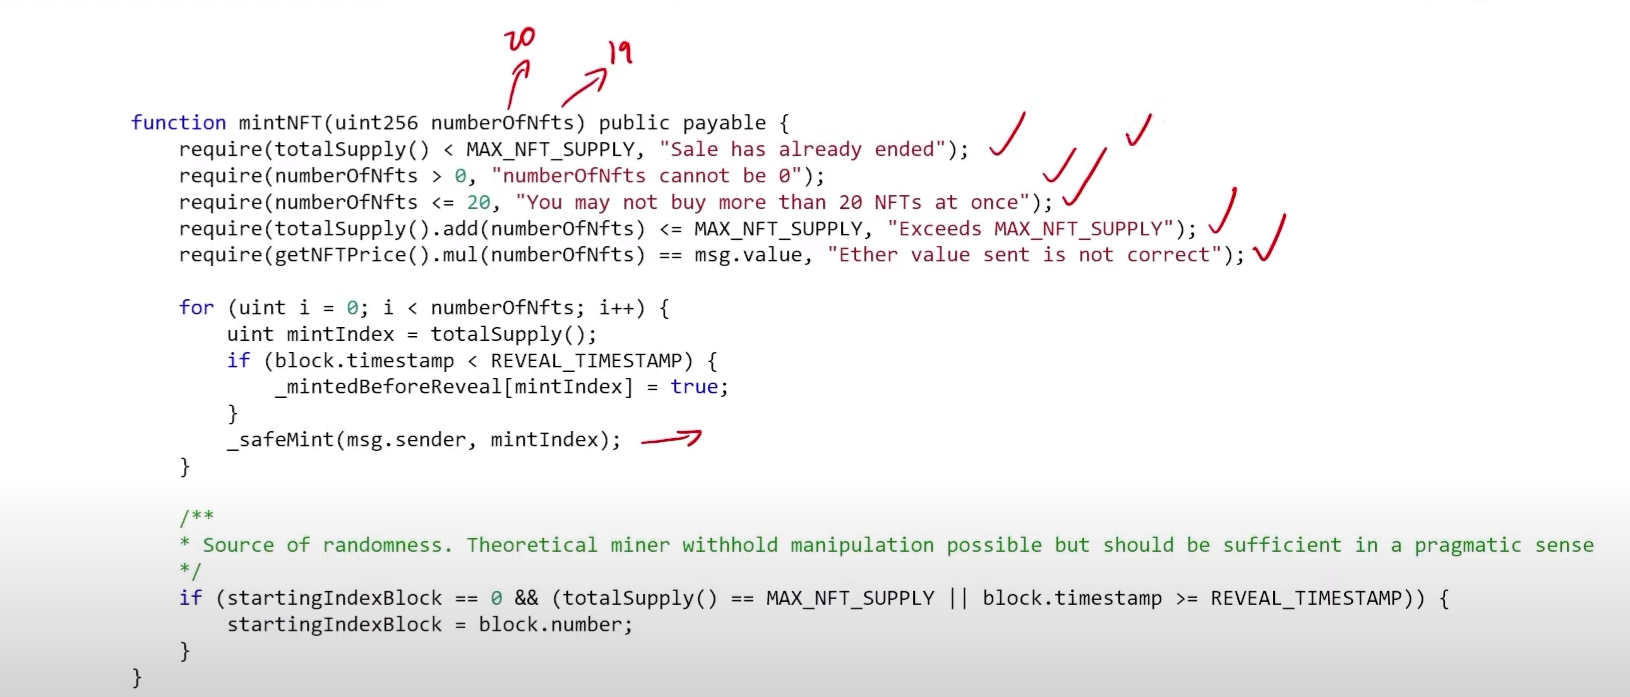 20
19
function mintNFT(uint256 numberOfNfts) public payable {
require(totalSupply() < MAX_NFT_SUPPLY, "Sale has already ended");
require(numberOfNfts > 0, "numberOfNfts cannot be 0");
require(numberOfNfts <= 20, "You may not buy more than 20 NFTs at once");
require(totalSupply().add(numberOfNfts) <= MAX_NFT_SUPPLY, "Exceeds MAX_NFT_SUPPLY");
require(getNFTPrice().mul(numberOfNfts) == msg.value, "Ether value sent is not correct");
for (uint i = 0; i < numberOfNfts; i++) {
uint mintIndex = totalSupply();
if (block.timestamp < REVEAL_TIMESTAMP) {
_mintedBeforeReveal[mintIndex] = true;
}
_safeMint(msg.sender, mintIndex);
}
/**
* Source of randomness. Theoretical miner withhold manipulation possible but should be sufficient in a pragmatic sense
*/
if (startingIndexBlock == 0 && (totalSupply() == MAX_NFT_SUPPLY || block.timestamp >= REVEAL_TIMESTAMP)) {
startingIndexBlock = block.number;
}
}